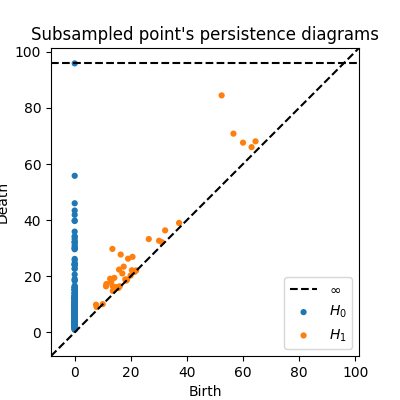 Subsampled point's persistence diagrams
100
80
60
40
20
0
Death
0 20 40 60 80 100
Birth
∞
H₀
H₁